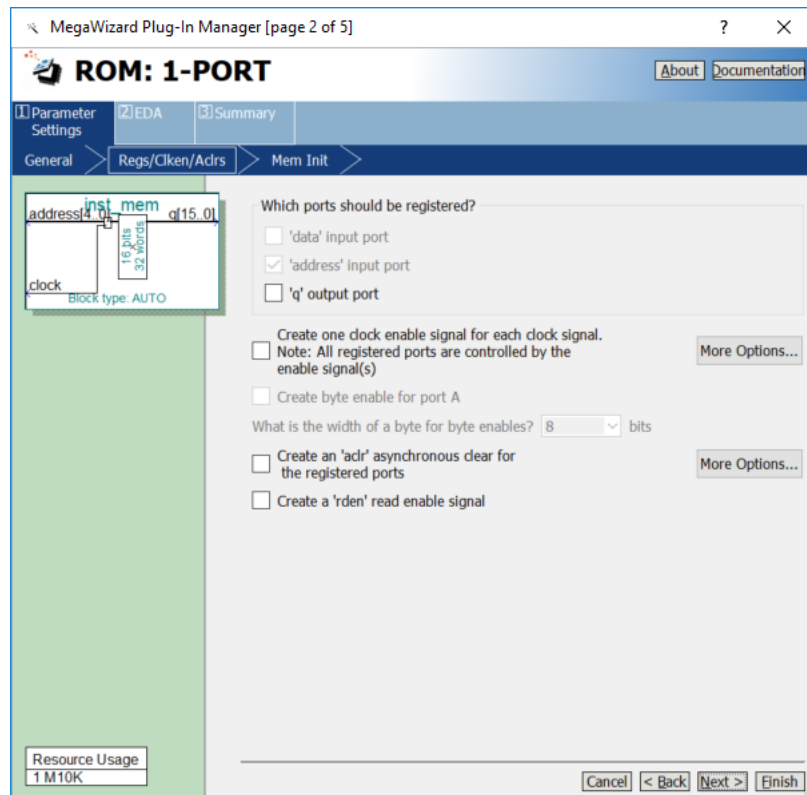 MegaWizard Plug-In Manager [page 2 of 5]
?
ROM: 1-PORT
About
Documentation
1 Parameter Settings
2 EDA
3 Summary
General
Regs/Clken/Aclrs
Mem Init
inst_mem
address[4..0]
q[15..0]
16 bits
32 words
clock
Block type: AUTO
Which ports should be registered?
'data' input port
'address' input port
'q' output port
Create one clock enable signal for each clock signal.
Note: All registered ports are controlled by the
enable signal(s)
More Options...
Create byte enable for port A
What is the width of a byte for byte enables? 8 bits
Create an 'aclr' asynchronous clear for
the registered ports
More Options...
Create a 'rden' read enable signal
Resource Usage
1 M10K
Cancel
< Back
Next >
Finish